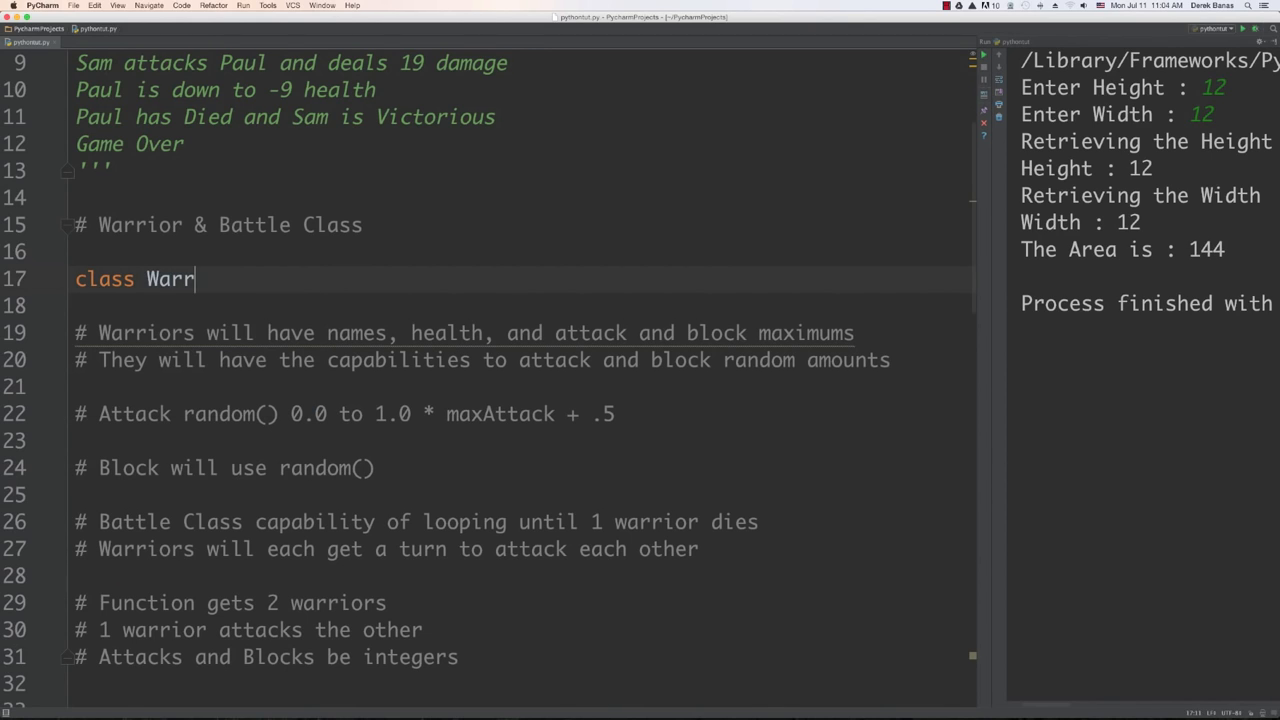 PyCharm File Edit View Navigate Code Refactor Run Tools VCS Window Help 10 Mon Jul 11 11:04 AM Derek Banas
pythontut.py - PycharmProjects - [~/PycharmProjects]
PycharmProjects pythontut.py pythontut
pythontut.py Run pythontut
9 Sam attacks Paul and deals 19 damage
10 Paul is down to -9 health
11 Paul has Died and Sam is Victorious
12 Game Over
13 '''
14
15 # Warrior & Battle Class
16
17 class Warr
18
19 # Warriors will have names, health, and attack and block maximums
20 # They will have the capabilities to attack and block random amounts
21
22 # Attack random() 0.0 to 1.0 * maxAttack + .5
23
24 # Block will use random()
25
26 # Battle Class capability of looping until 1 warrior dies
27 # Warriors will each get a turn to attack each other
28
29 # Function gets 2 warriors
30 # 1 warrior attacks the other
31 # Attacks and Blocks be integers
32
/Library/Frameworks/Py
Enter Height : 12
Enter Width : 12
Retrieving the Height
Height : 12
Retrieving the Width
Width : 12
The Area is : 144
Process finished with
17:11 LF÷ UTF-8÷